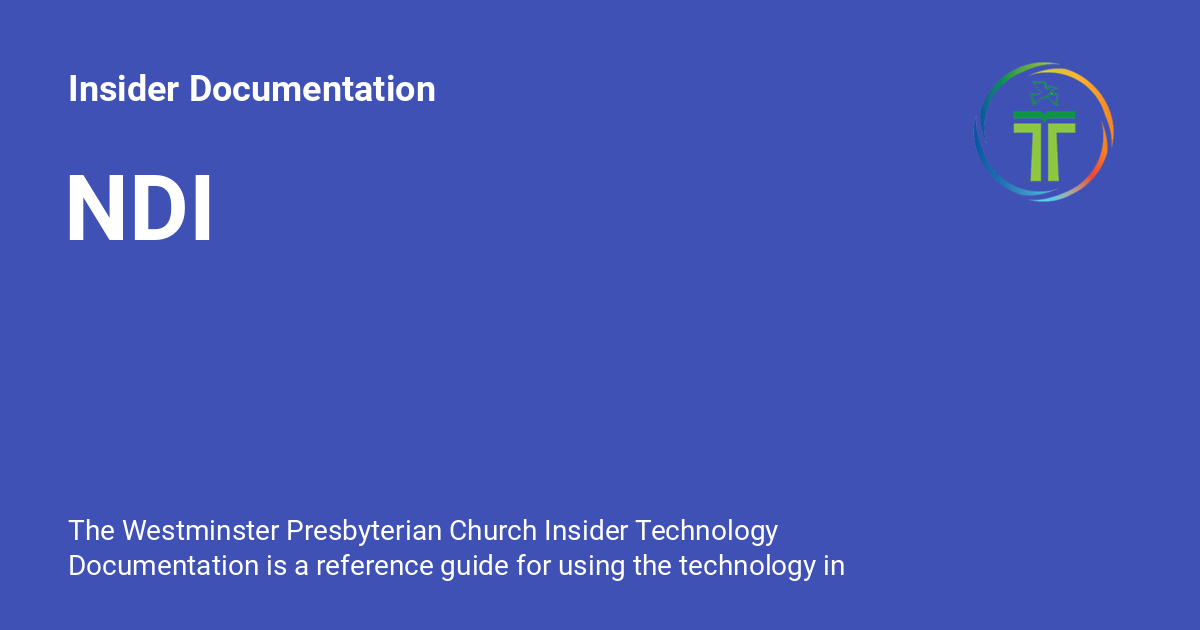 Insider Documentation
NDI
The Westminster Presbyterian Church Insider Technology
Documentation is a reference guide for using the technology in